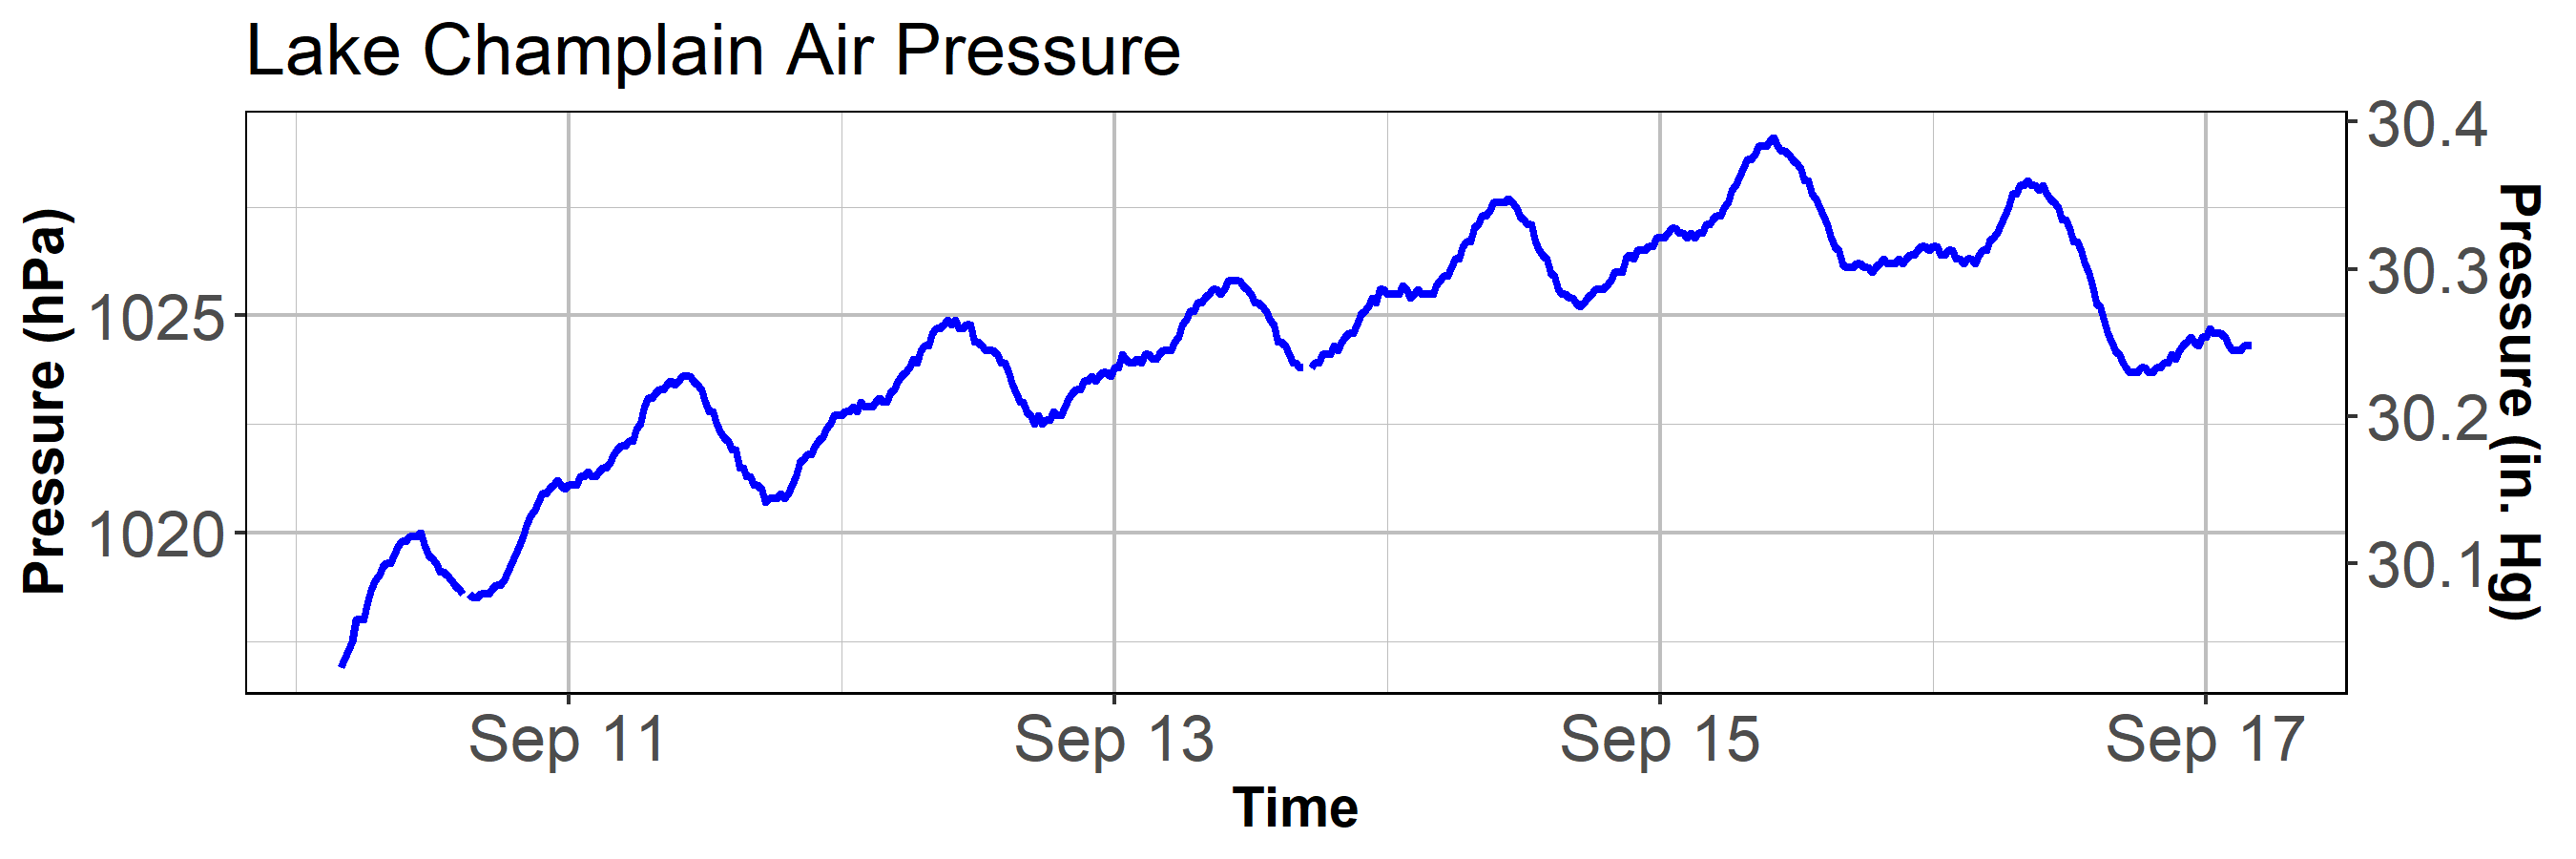 Lake Champlain Air Pressure
Pressure (hPa)
1025
1020
30.4
30.3
30.2
30.1
Pressure (in. Hg)
Sep 11
Sep 13
Sep 15
Sep 17
Time